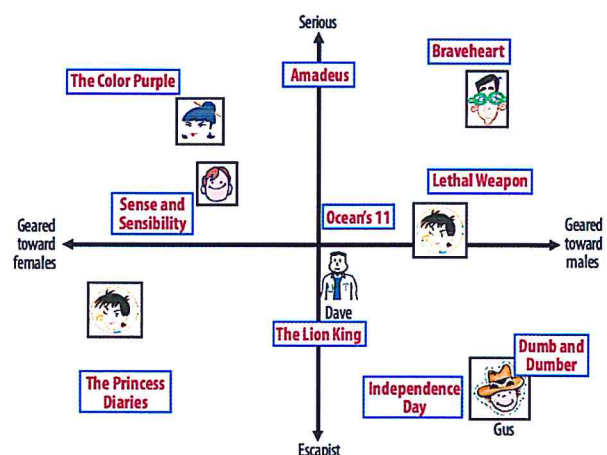 Serious
Braveheart
The Color Purple
Amadeus
Lethal Weapon
Sense and
Sensibility
Ocean's 11
Geared
toward
females
Geared
toward
males
Dave
The Lion King
Dumb and
Dumber
The Princess
Diaries
Independence
Day
Gus
Escapist